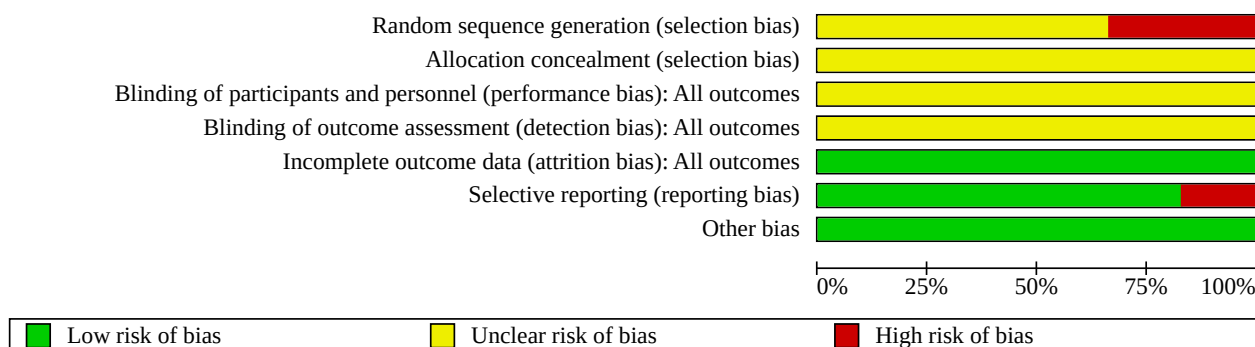 Random sequence generation (selection bias)
Allocation concealment (selection bias)
Blinding of participants and personnel (performance bias): All outcomes
Blinding of outcome assessment (detection bias): All outcomes
Incomplete outcome data (attrition bias): All outcomes
Selective reporting (reporting bias)
Other bias
0% 25% 50% 75% 100%
Low risk of bias Unclear risk of bias High risk of bias